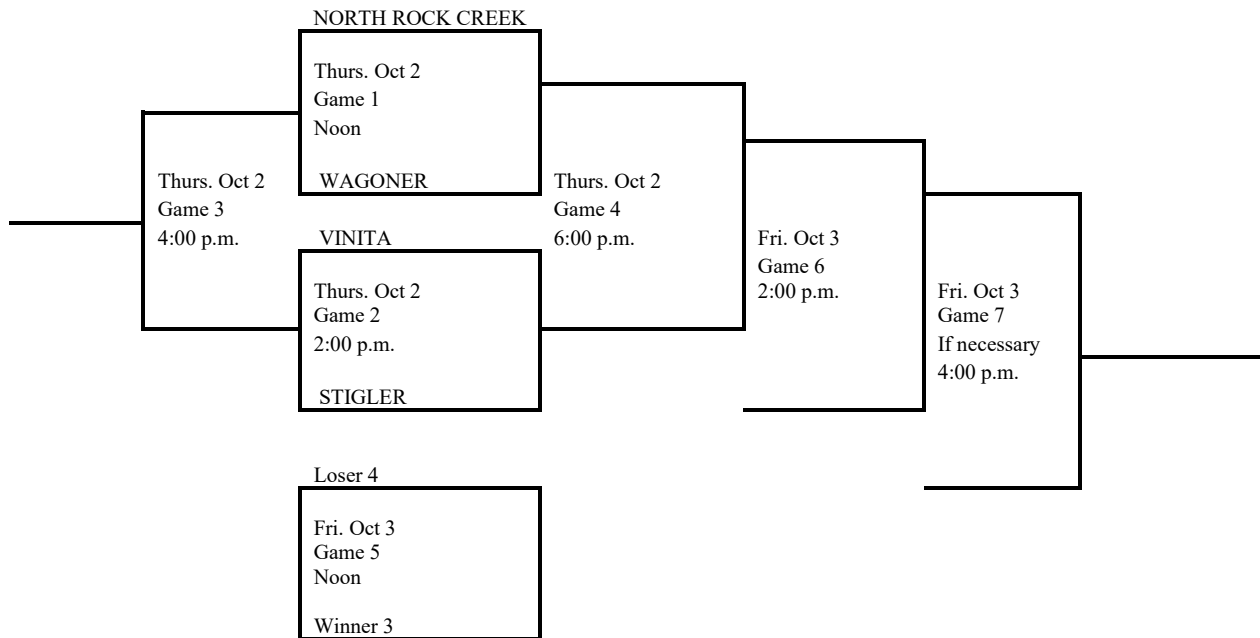 NORTH ROCK CREEK
Thurs. Oct 2
Game 1
Noon
WAGONER
Thurs. Oct 2
Game 3
4:00 p.m.
Thurs. Oct 2
Game 4
6:00 p.m.
VINITA
Thurs. Oct 2
Game 2
2:00 p.m.
STIGLER
Fri. Oct 3
Game 6
2:00 p.m.
Fri. Oct 3
Game 7
If necessary
4:00 p.m.
Loser 4
Fri. Oct 3
Game 5
Noon
Winner 3